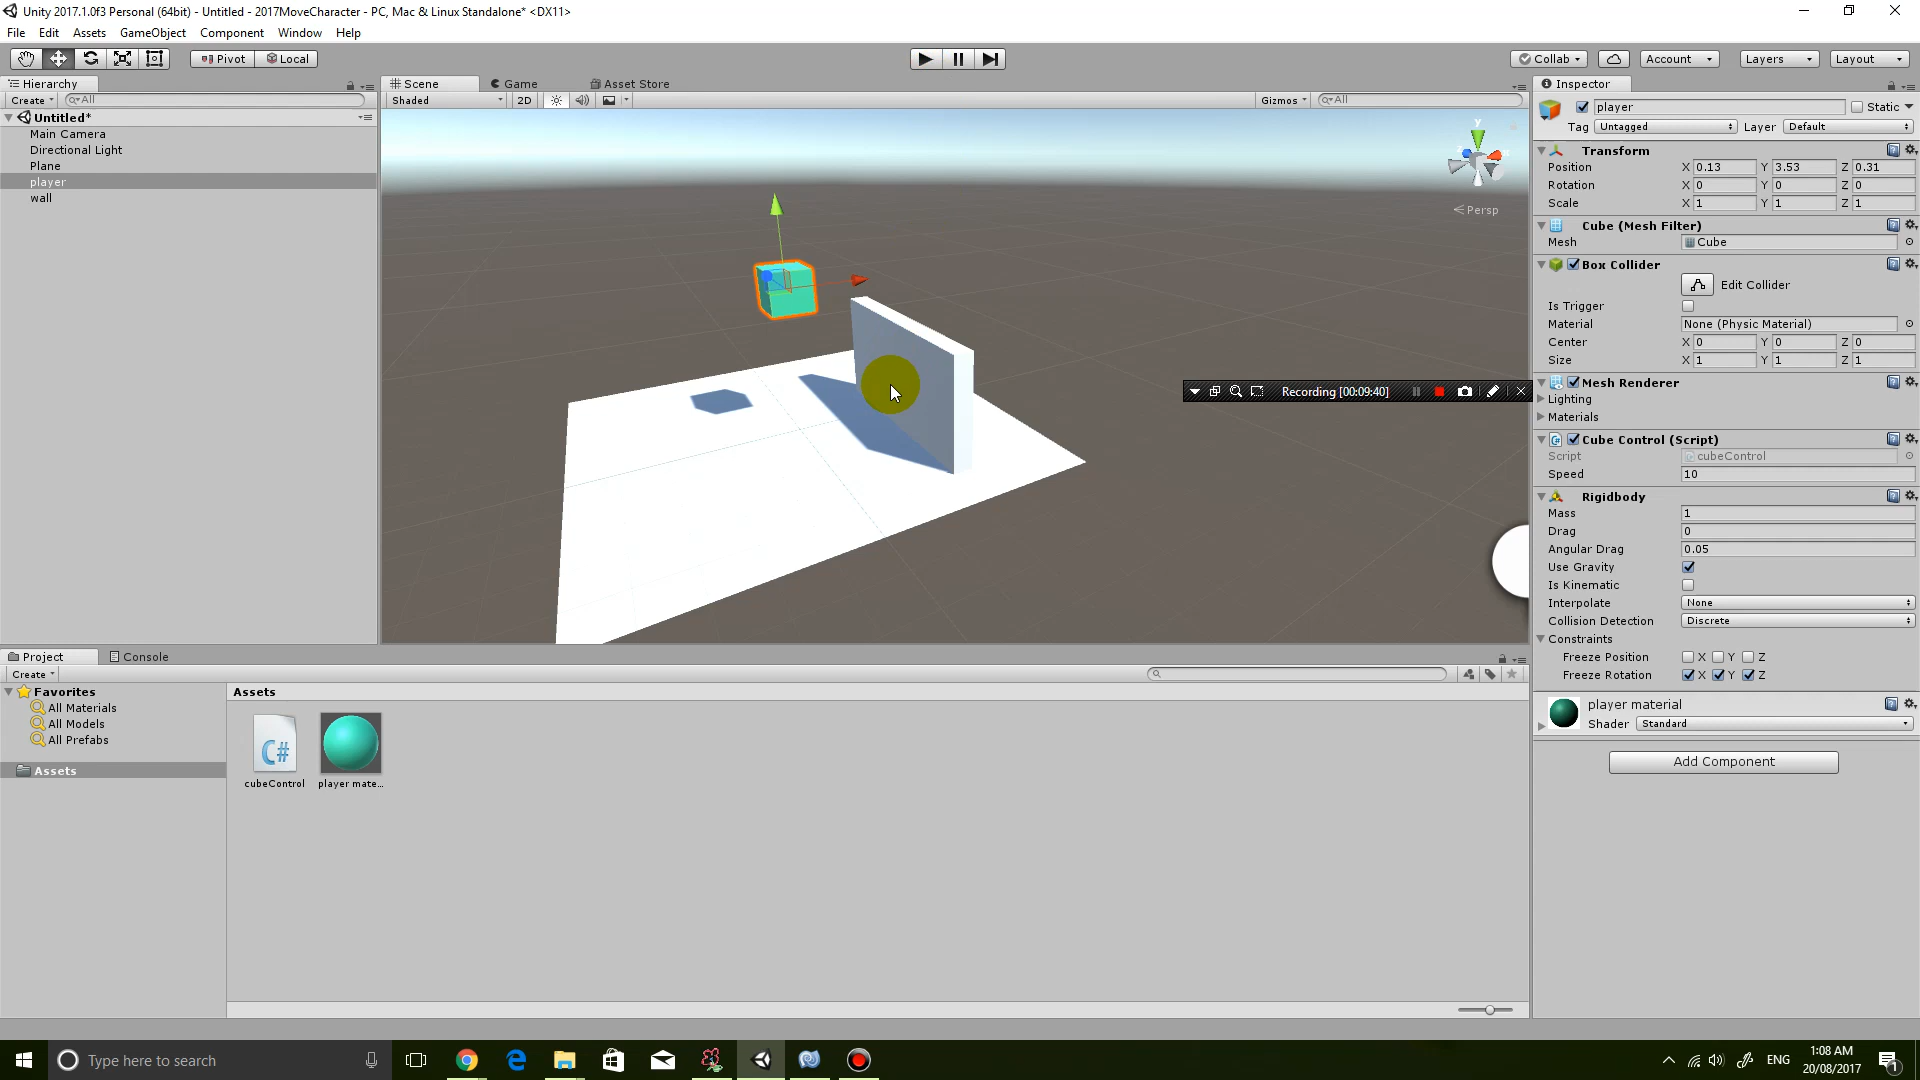 Unity 2017.1.0f3 Personal (64bit) - Untitled - 2017MoveCharacter - PC, Mac & Linux Standalone* <DX11>
File Edit Assets GameObject Component Window Help
Pivot Local Collab Account Layers Layout
Hierarchy
Create All
Untitled*
Main Camera
Directional Light
Plane
player
wall
Scene Game Asset Store
Shaded 2D Gizmos All
y
Persp
Recording [00:09:40]
Inspector
player Static
Tag Untagged Layer Default
Transform
Position X 0.13 Y 3.53 Z 0.31
Rotation X 0 Y 0 Z 0
Scale X 1 Y 1 Z 1
Cube (Mesh Filter)
Mesh Cube
Box Collider
Edit Collider
Is Trigger
Material None (Physic Material)
Center X 0 Y 0 Z 0
Size X 1 Y 1 Z 1
Mesh Renderer
Lighting
Materials
Cube Control (Script)
Script cubeControl
Speed 10
Rigidbody
Mass 1
Drag 0
Angular Drag 0.05
Use Gravity
Is Kinematic
Interpolate None
Collision Detection Discrete
Constraints
Freeze Position X Y Z
Freeze Rotation X Y Z
player material
Shader Standard
Add Component
Project Console
Create
Favorites
All Materials
All Models
All Prefabs
Assets
Assets
C#
cubeControl player mate...
Type here to search
ENG
1:08 AM
20/08/2017
1